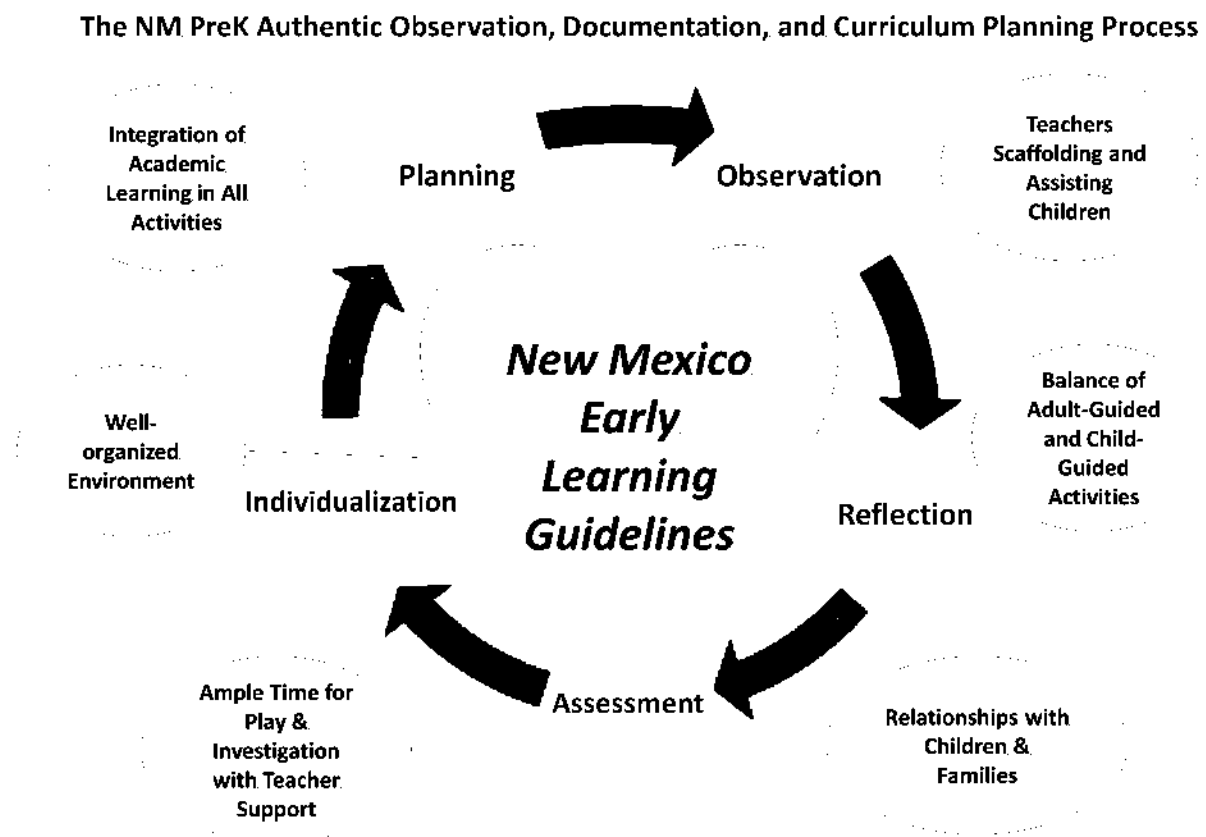 The NM PreK Authentic Observation, Documentation, and Curriculum Planning Process
Integration of
Academic
Learning in All
Activities
Planning
Observation
Teachers
Scaffolding and
Assisting
Children
New Mexico
Early
Learning
Guidelines
Well-
organized
Environment
Individualization
Reflection
Balance of
Adult-Guided
and Child-
Guided
Activities
Assessment
Ample Time for
Play &
Investigation
with Teacher
Support
Relationships with
Children &
Families